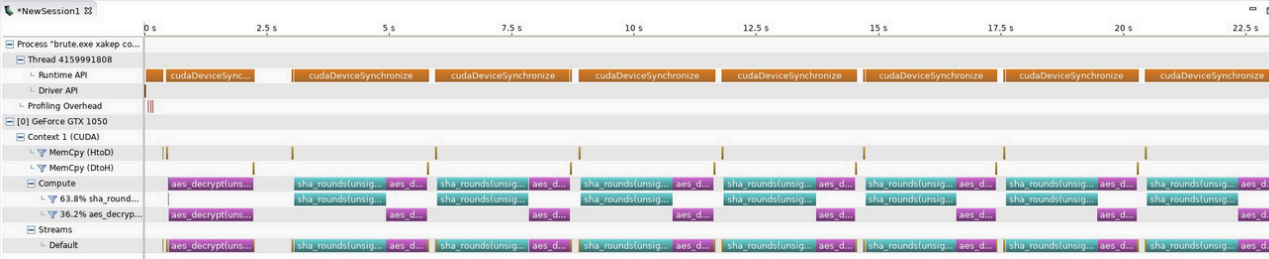 *NewSession1
0 s 2.5 s 5 s 7.5 s 10 s 12.5 s 15 s 17.5 s 20 s 22.5 s
Process "brute.exe xakep co...
Thread 4159991808
Runtime API cudaDeviceSync... cudaDeviceSynchronize cudaDeviceSynchronize cudaDeviceSynchronize cudaDeviceSynchronize cudaDeviceSynchronize cudaDeviceSynchronize cudaDeviceSynchronize
Driver API
Profiling Overhead
[0] GeForce GTX 1050
Context 1 (CUDA)
MemCpy (HtoD)
MemCpy (DtoH)
Compute aes_decrypt(uns... sha_rounds(unsig... aes_d... sha_rounds(unsig... aes_d... sha_rounds(unsig... aes_d... sha_rounds(unsig... aes_d... sha_rounds(unsig... aes_d... sha_rounds(unsig... aes_d... sha_rounds(unsig... aes_d.
63.8% sha_round... sha_rounds(unsig... sha_rounds(unsig... sha_rounds(unsig... sha_rounds(unsig... sha_rounds(unsig... sha_rounds(unsig... sha_rounds(unsig...
36.2% aes_decryp... aes_decrypt(uns... aes_d... aes_d... aes_d... aes_d... aes_d... aes_d... aes_d.
Streams
Default aes_decrypt(uns... sha_rounds(unsig... aes_d... sha_rounds(unsig... aes_d... sha_rounds(unsig... aes_d... sha_rounds(unsig... aes_d... sha_rounds(unsig... aes_d... sha_rounds(unsig... aes_d... sha_rounds(unsig... aes_d.